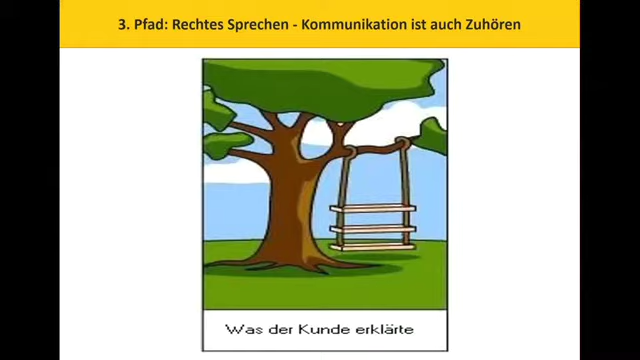 3. Pfad: Rechtes Sprechen - Kommunikation ist auch Zuhören
Was der Kunde erklärte